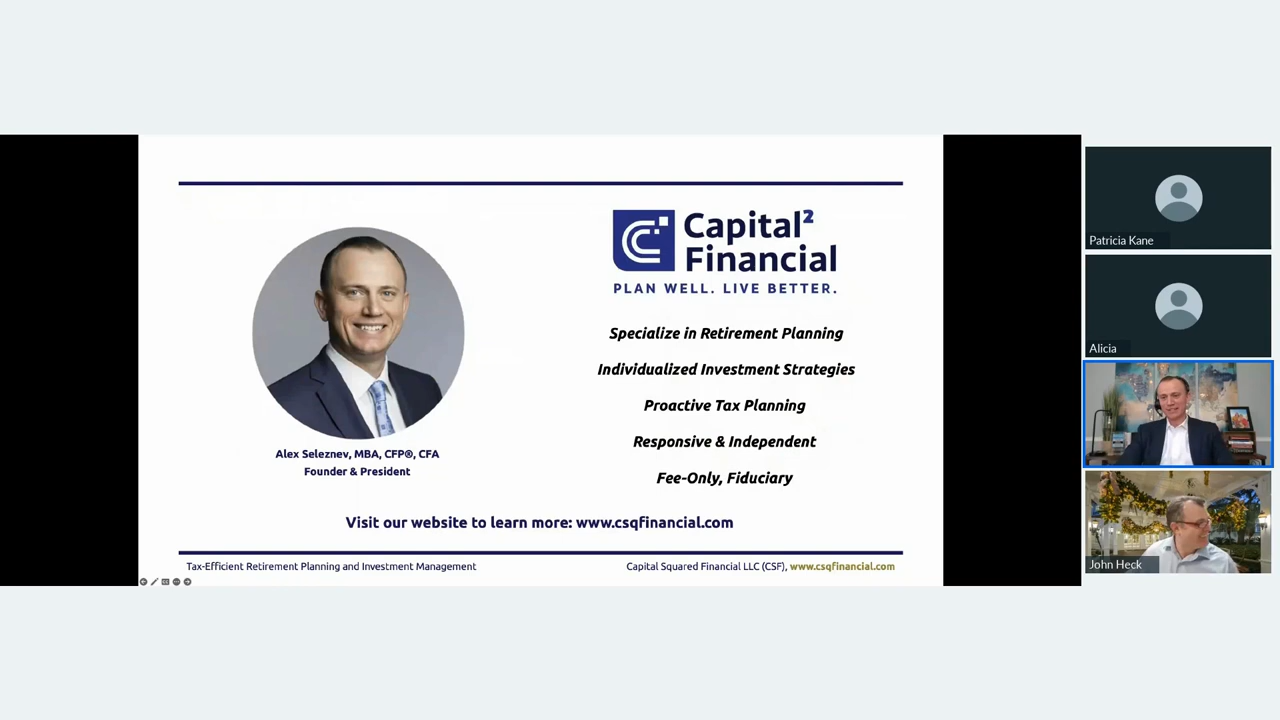 Capital²
Financial
PLAN WELL. LIVE BETTER.
Specialize in Retirement Planning
Individualized Investment Strategies
Proactive Tax Planning
Responsive & Independent
Fee-Only, Fiduciary
Alex Seleznev, MBA, CFP®, CFA
Founder & President
Visit our website to learn more: www.csqfinancial.com
Tax-Efficient Retirement Planning and Investment Management
Capital Squared Financial LLC (CSF), www.csqfinancial.com
Patricia Kane
Alicia
John Heck